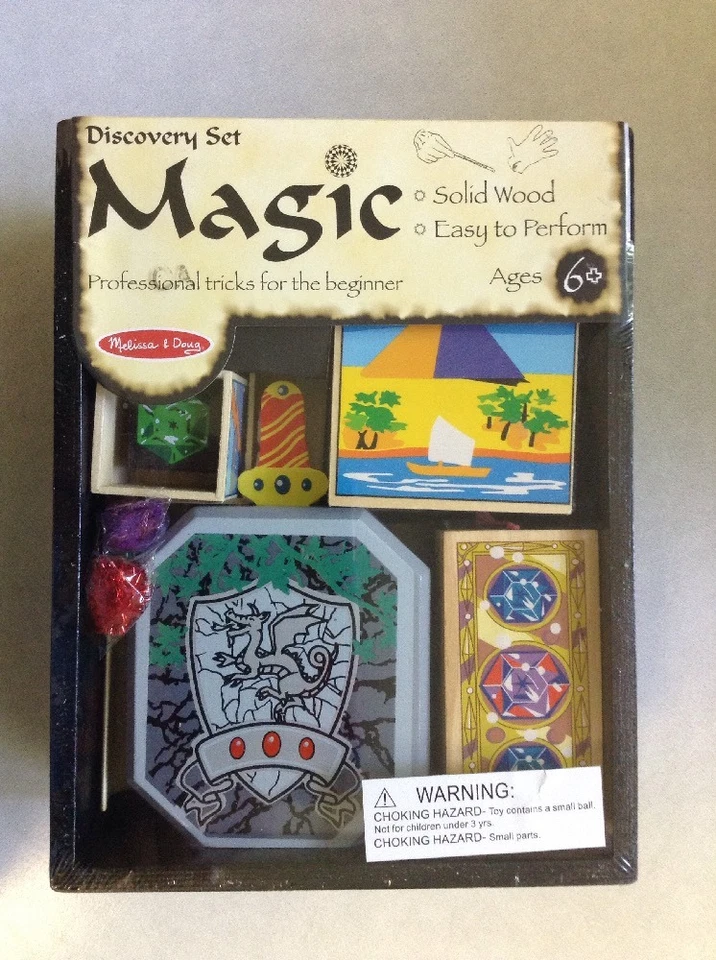 Discovery Set
Magic
Solid Wood
Easy to Perform
Professional tricks for the beginner
Ages 6+
Melissa & Doug
WARNING:
CHOKING HAZARD- Toy contains a small ball.
Not for children under 3 yrs.
CHOKING HAZARD- Small parts.